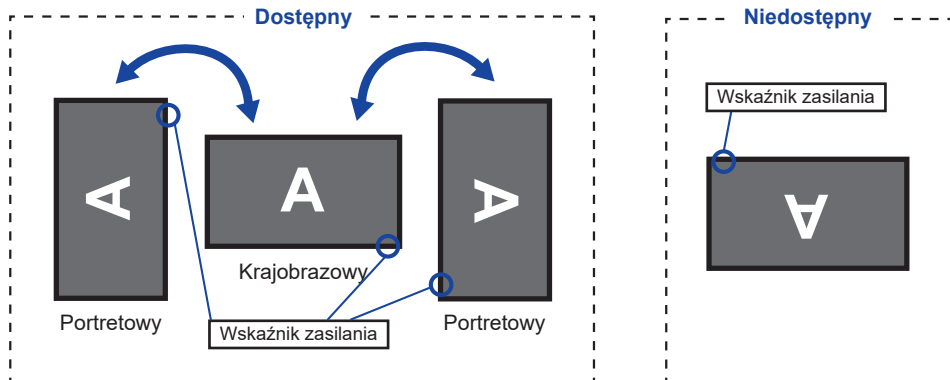 Dostępny
Niedostępny
Wskaźnik zasilania
A
A
A
A
Krajobrazowy
Portretowy
Wskaźnik zasilania
Portretowy